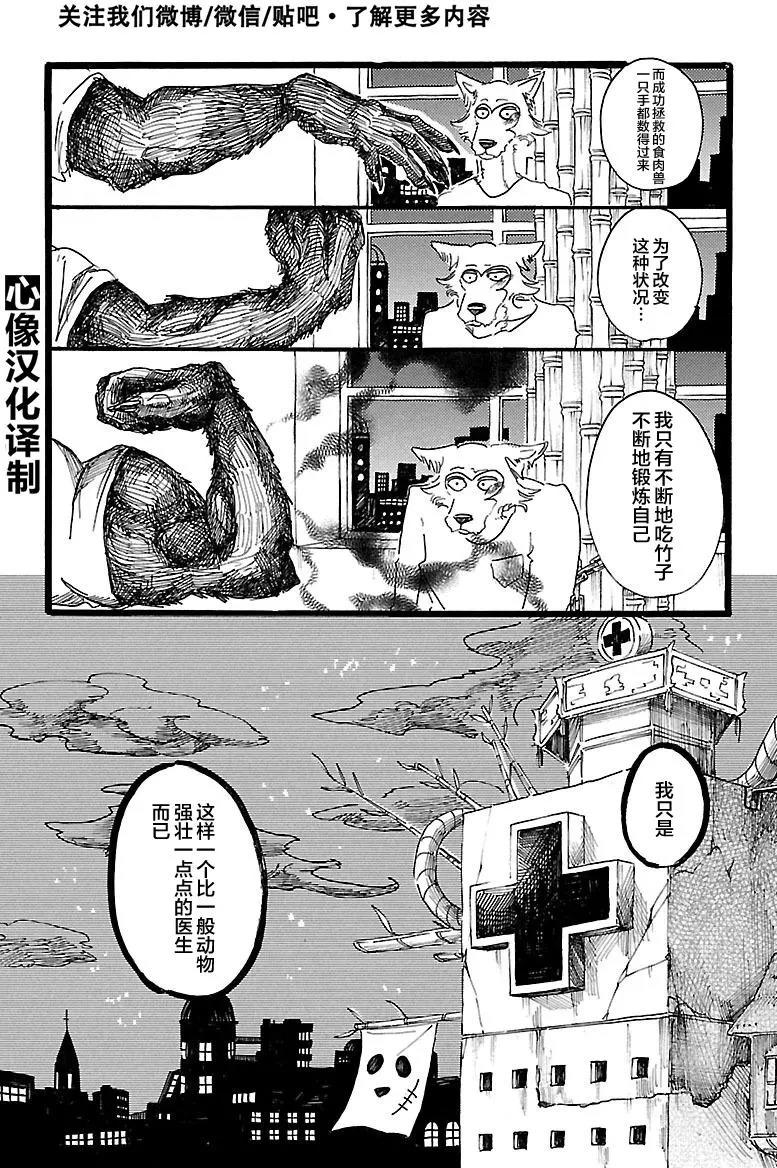 关注我们微博/微信/贴吧·了解更多内容
而成功拯救的食肉兽
一只手都数得过来
为了改变
这种状况…
心像汉化译制
我只有不断地吃竹子
不断地锻炼自己
我只是
这样一个比一般动物
强壮一点点的医生
而已